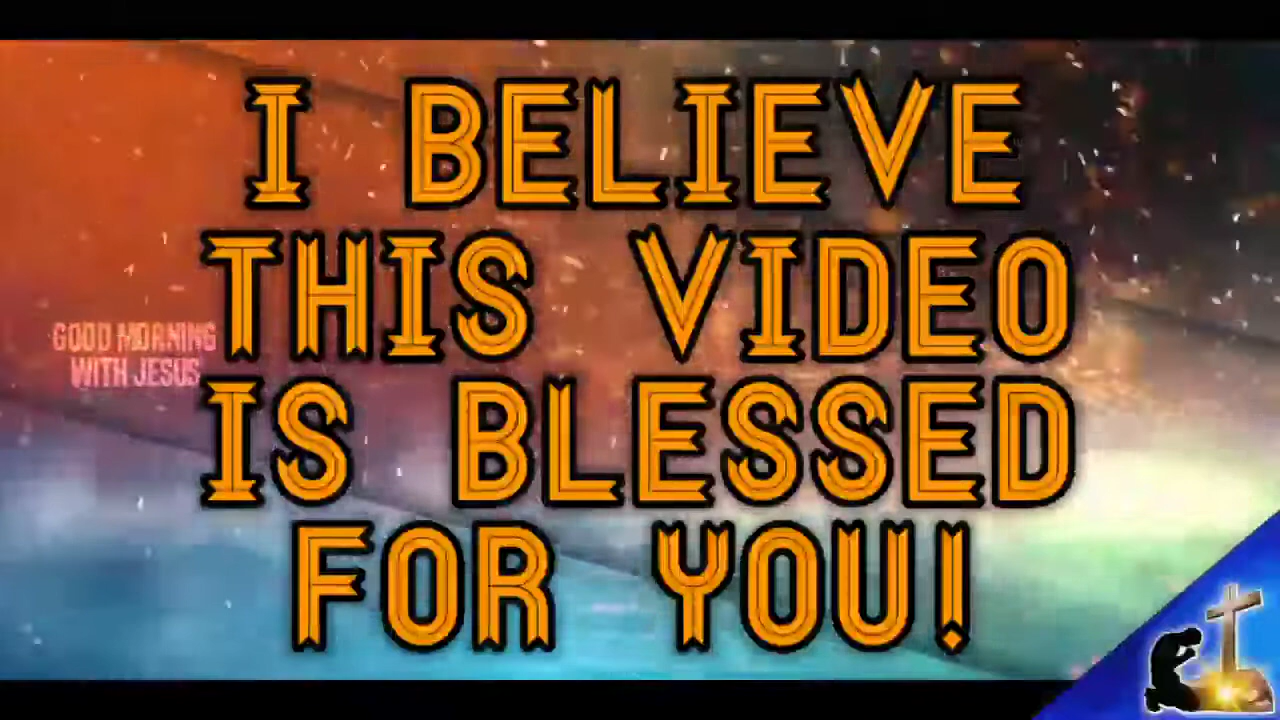 I BELIEVE
THIS VIDEO
IS BLESSED
FOR YOU!
GOOD MORNING
WITH JESUS